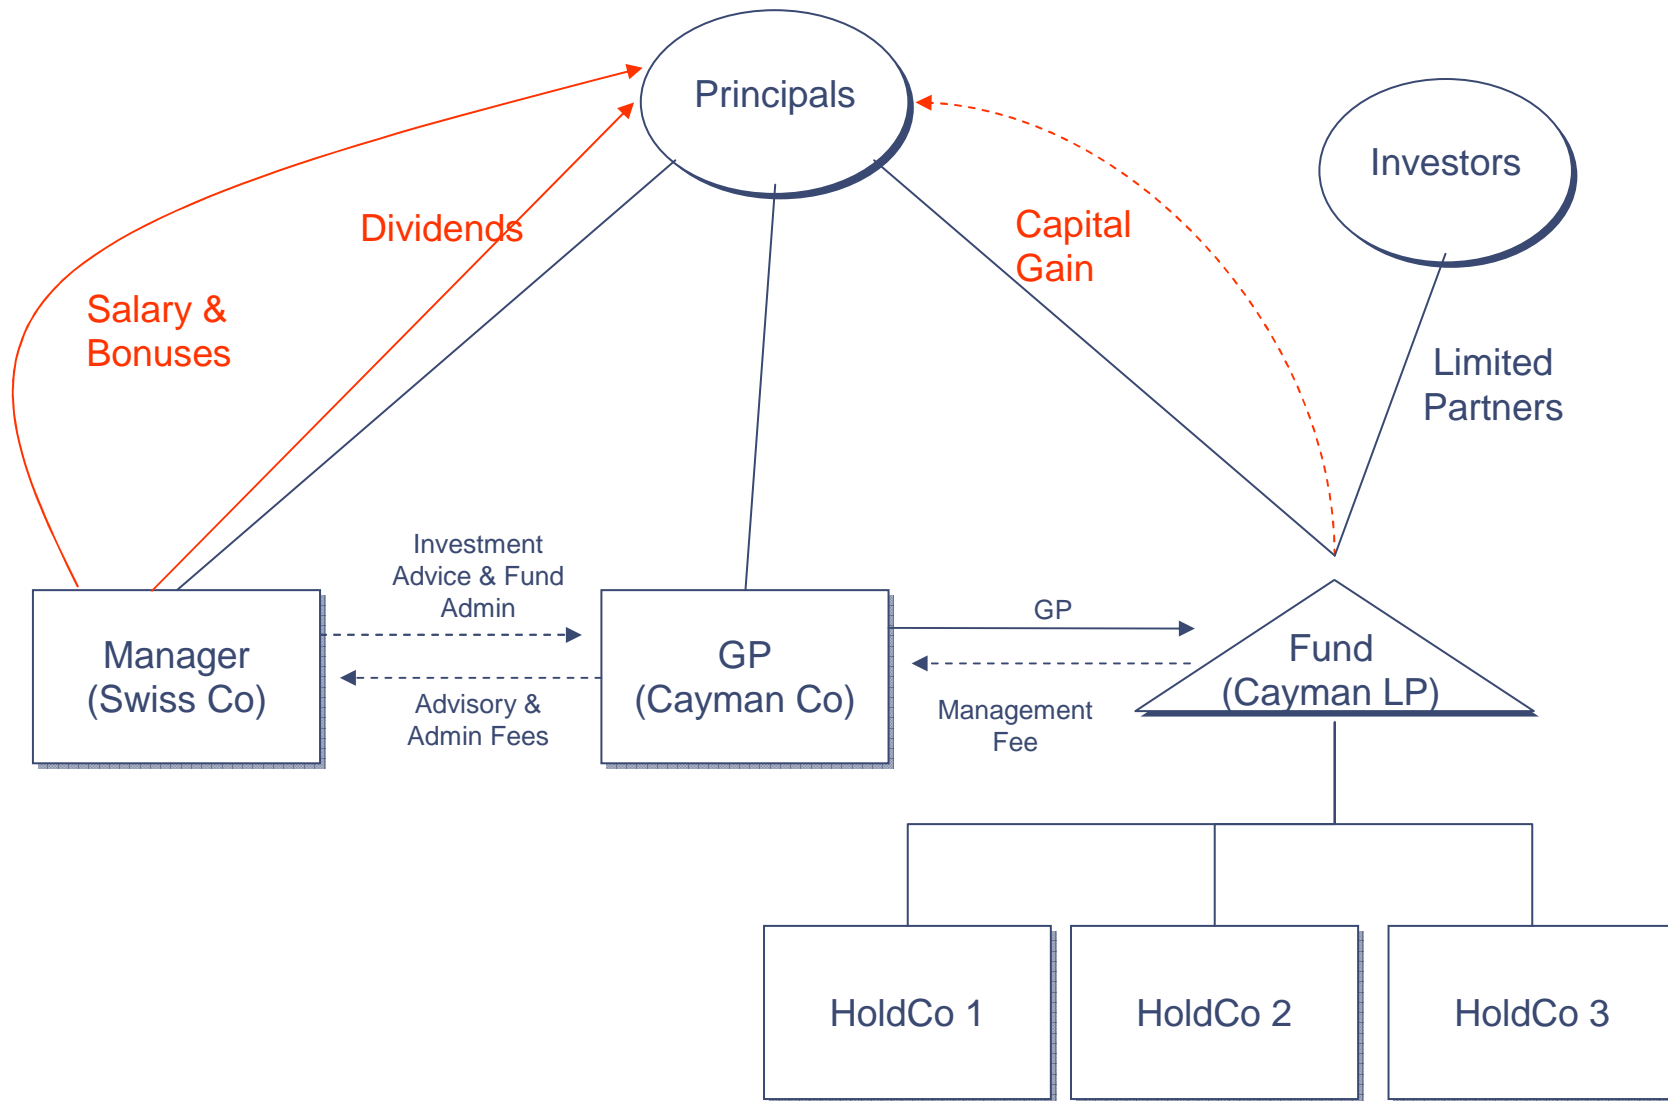 Principals
Investors
Dividends
Capital
Gain
Salary &
Bonuses
Limited
Partners
Investment
Advice & Fund
Admin
GP
Manager
(Swiss Co)
GP
(Cayman Co)
Fund
(Cayman LP)
Advisory &
Admin Fees
Management
Fee
HoldCo 1
HoldCo 2
HoldCo 3